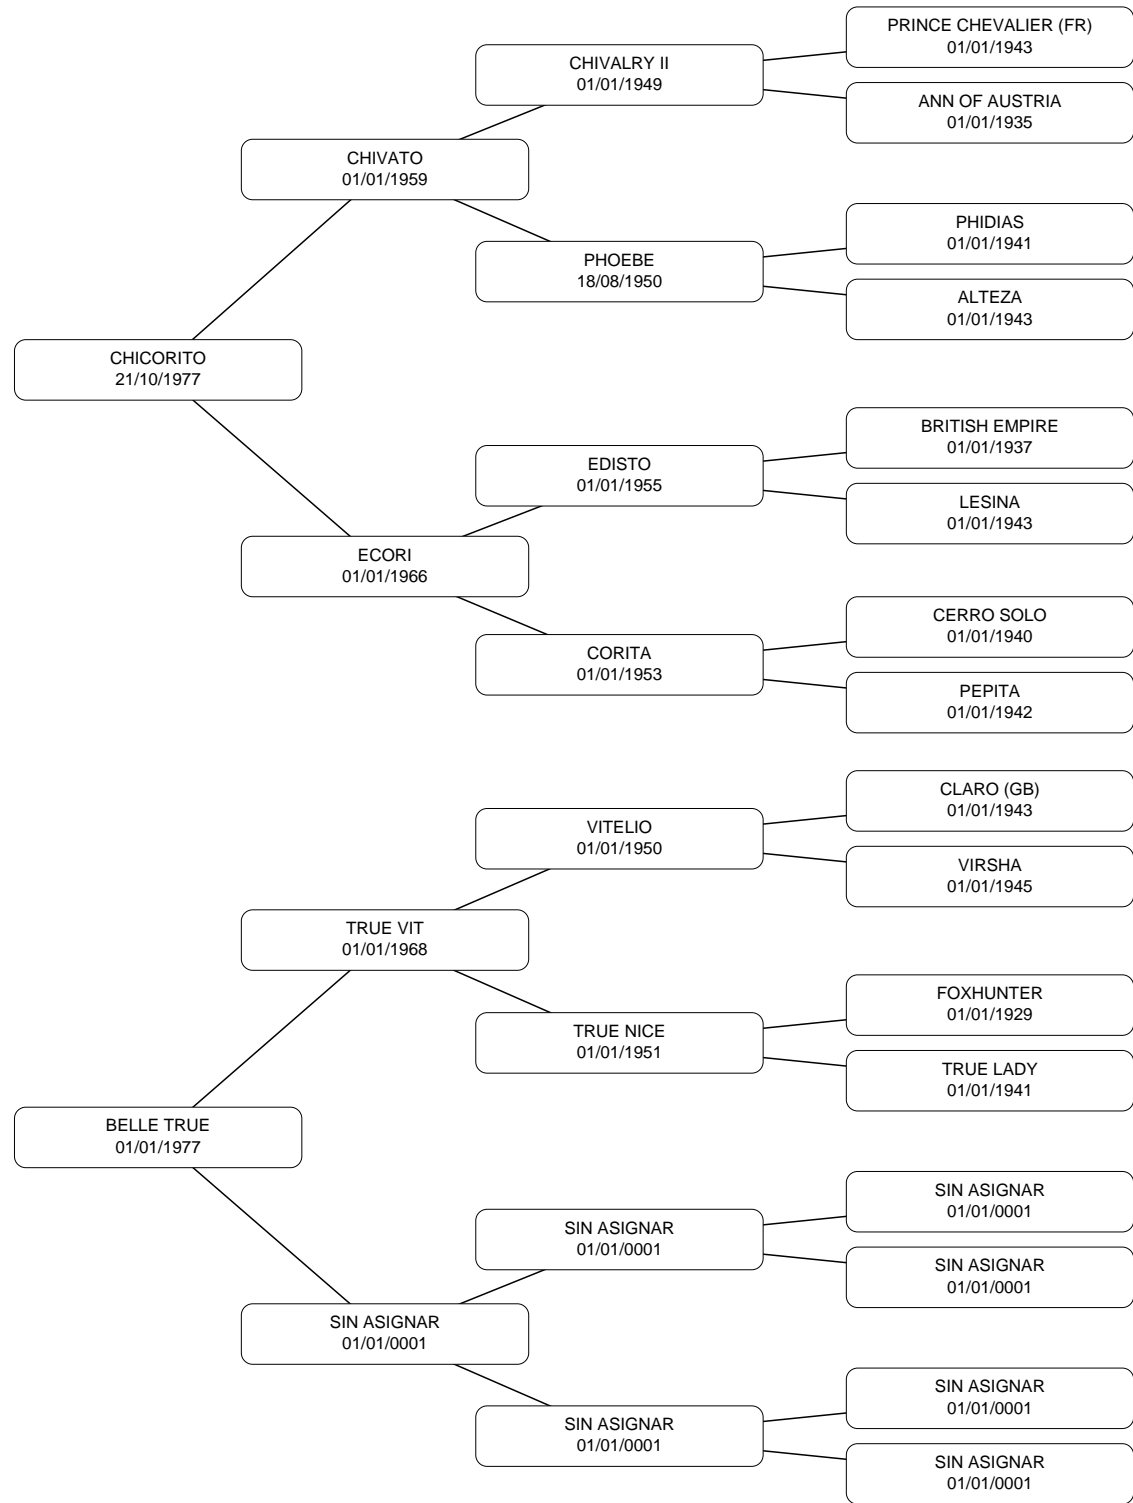 PRINCE CHEVALIER (FR)
01/01/1943
CHIVALRY II
01/01/1949
ANN OF AUSTRIA
01/01/1935
CHIVATO
01/01/1959
PHIDIAS
01/01/1941
PHOEBE
18/08/1950
ALTEZA
01/01/1943
CHICORITO
21/10/1977
BRITISH EMPIRE
01/01/1937
EDISTO
01/01/1955
LESINA
01/01/1943
ECORI
01/01/1966
CERRO SOLO
01/01/1940
CORITA
01/01/1953
PEPITA
01/01/1942
CLARO (GB)
01/01/1943
VITELIO
01/01/1950
VIRSHA
01/01/1945
TRUE VIT
01/01/1968
FOXHUNTER
01/01/1929
TRUE NICE
01/01/1951
TRUE LADY
01/01/1941
BELLE TRUE
01/01/1977
SIN ASIGNAR
01/01/0001
SIN ASIGNAR
01/01/0001
SIN ASIGNAR
01/01/0001
SIN ASIGNAR
01/01/0001
SIN ASIGNAR
01/01/0001
SIN ASIGNAR
01/01/0001
SIN ASIGNAR
01/01/0001